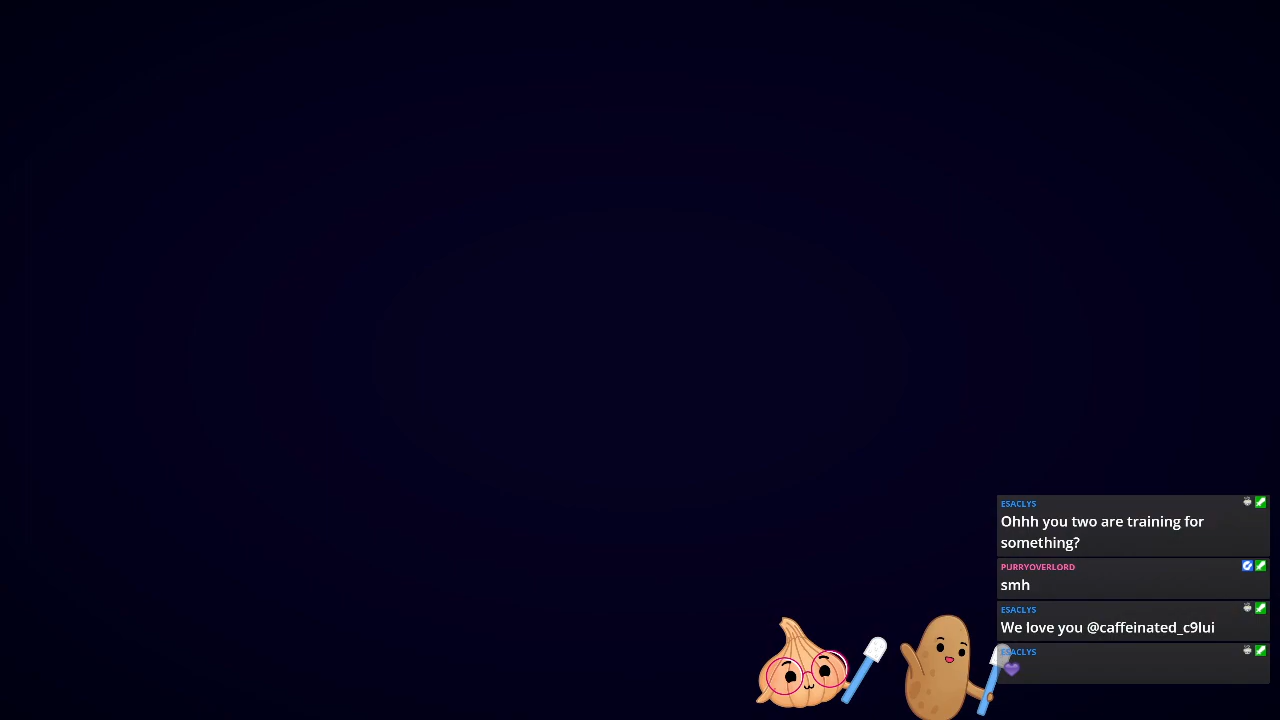 ESACLYS
Ohhh you two are training for
something?
PURRYOVERLORD
smh
ESACLYS
We love you @caffeinated_c9lui
ESACLYS